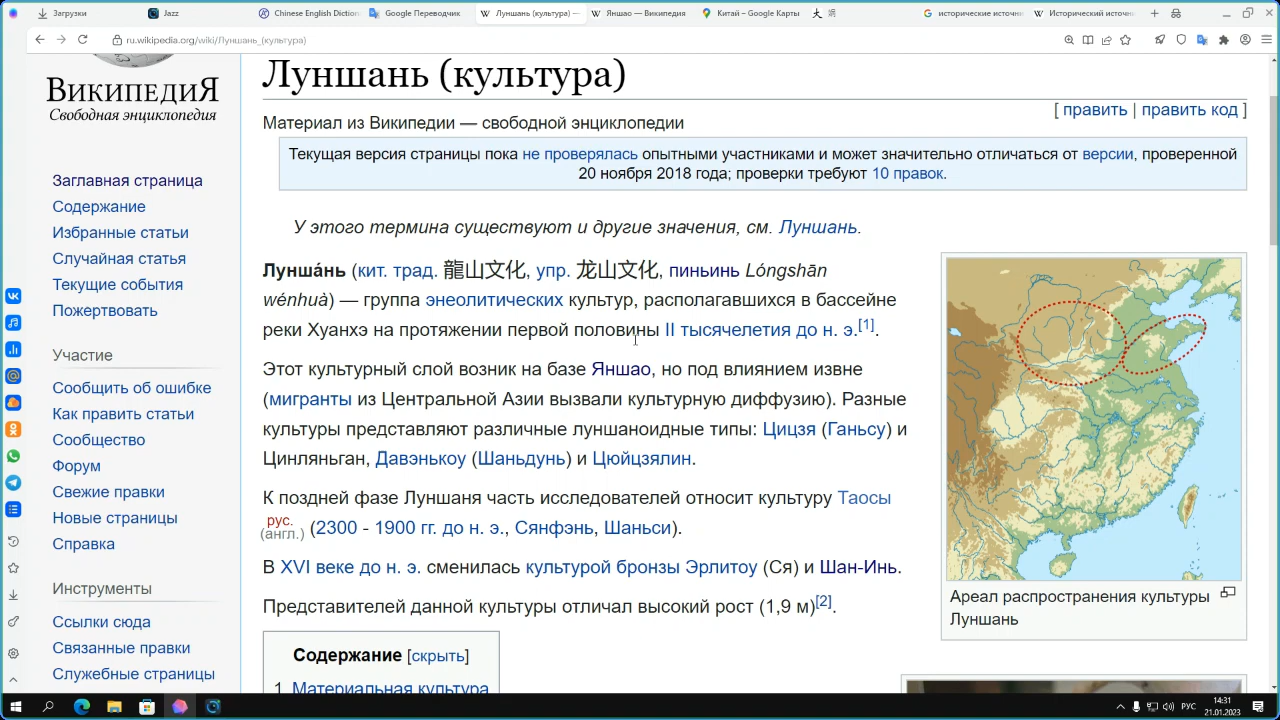 Загрузки
Jazz
Chinese English Diction
Google Переводчик
Луншань (культура) —
Яншао — Википедия
Китай – Google Карты
исторические источни
Исторический источн
ru.wikipedia.org/wiki/Луншань_(культура)
ВикипедиЯ
Свободная энциклопедия
Заглавная страница
Содержание
Избранные статьи
Случайная статья
Текущие события
Пожертвовать
Участие
Сообщить об ошибке
Как править статьи
Сообщество
Форум
Свежие правки
Новые страницы
Справка
Инструменты
Ссылки сюда
Связанные правки
Служебные страницы
Луншань (культура)
[ править | править код ]
Материал из Википедии — свободной энциклопедии
Текущая версия страницы пока не проверялась опытными участниками и может значительно отличаться от версии, проверенной
20 ноября 2018 года; проверки требуют 10 правок.
У этого термина существуют и другие значения, см. Луншань.
Лунша́нь (кит. трад. 龍山文化, упр. 龙山文化, пиньинь Lóngshān
wénhuà) — группа энеолитических культур, располагавшихся в бассейне
реки Хуанхэ на протяжении первой половины II тысячелетия до н. э.[1].
Этот культурный слой возник на базе Яншао, но под влиянием извне
(мигранты из Центральной Азии вызвали культурную диффузию). Разные
культуры представляют различные луншаноидные типы: Цицзя (Ганьсу) и
Цинляньган, Давэнькоу (Шаньдунь) и Цюйцзялин.
К поздней фазе Луншаня часть исследователей относит культуру Таосы
рус.
(англ.) (2300 - 1900 гг. до н. э., Сянфэнь, Шаньси).
В XVI веке до н. э. сменилась культурой бронзы Эрлитоу (Ся) и Шан-Инь.
Представителей данной культуры отличал высокий рост (1,9 м)[2].
Содержание [скрыть]
1 Материальная культура
Ареал распространения культуры
Луншань
РУС
14:31
21.01.2023